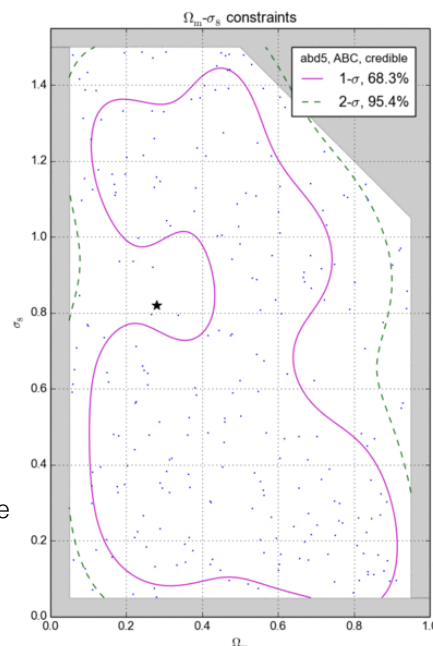 Ωm-σ8 constraints
abd5, ABC, credible
1-σ, 68.3%
2-σ, 95.4%
1.4
1.2
1.0
σ8
0.8
0.6
0.4
e
0.2
0.0
0.0 0.2 0.4 0.6 0.8 1.0